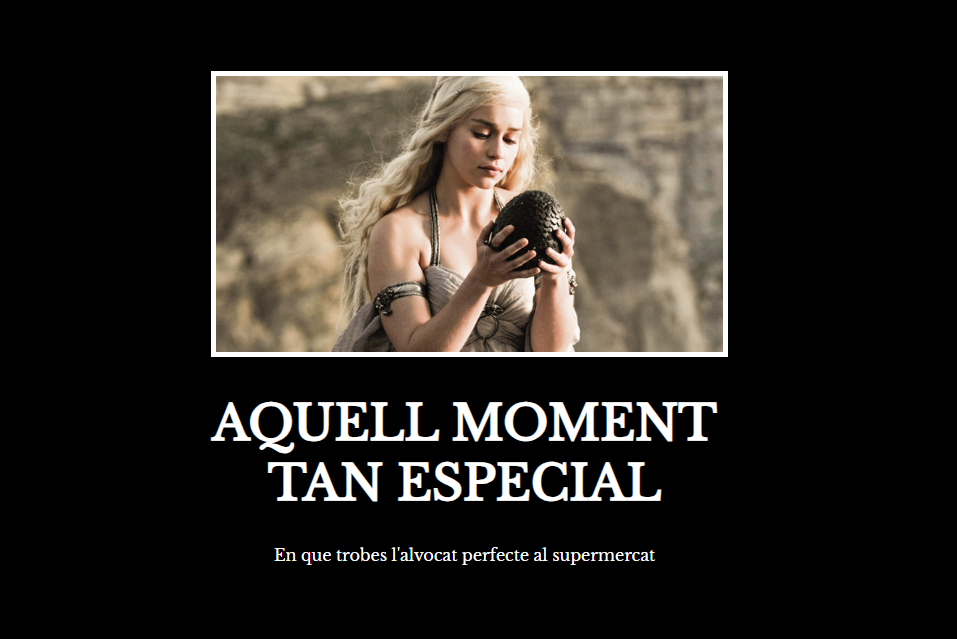 AQUELL MOMENT
TAN ESPECIAL
En que trobes l'alvocat perfecte al supermercat